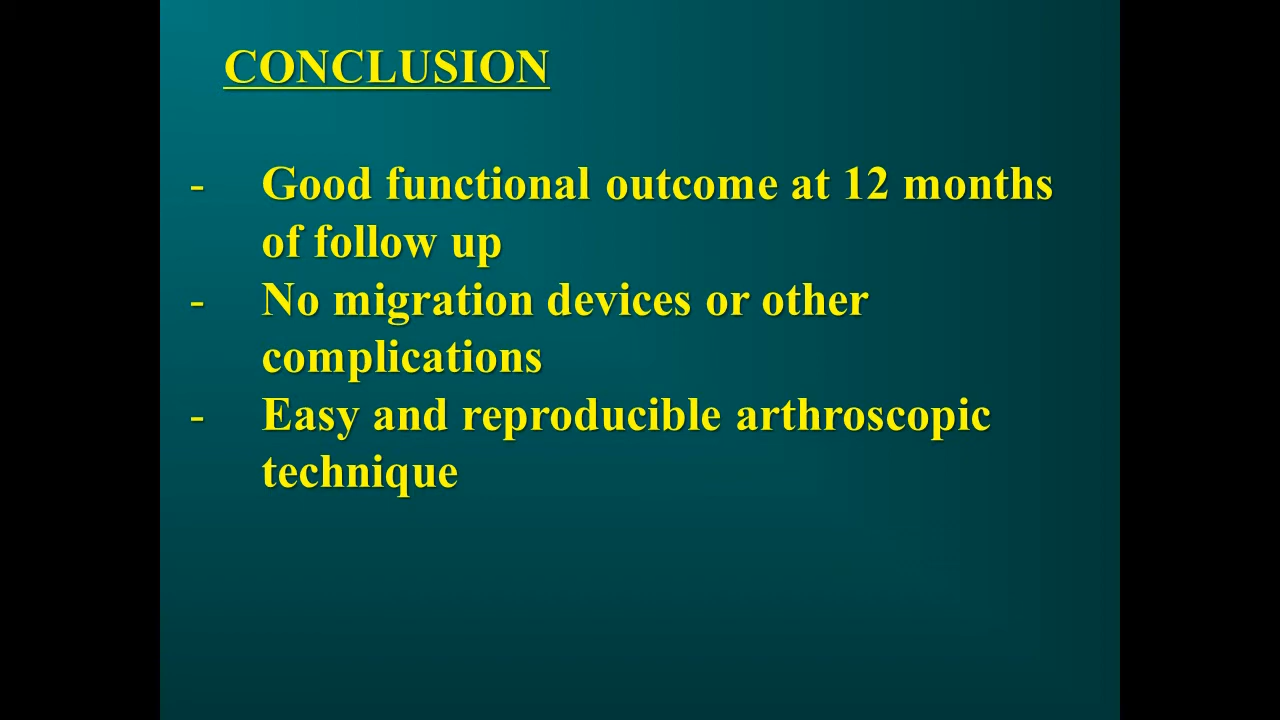 CONCLUSION
- Good functional outcome at 12 months
of follow up
- No migration devices or other
complications
- Easy and reproducible arthroscopic
technique